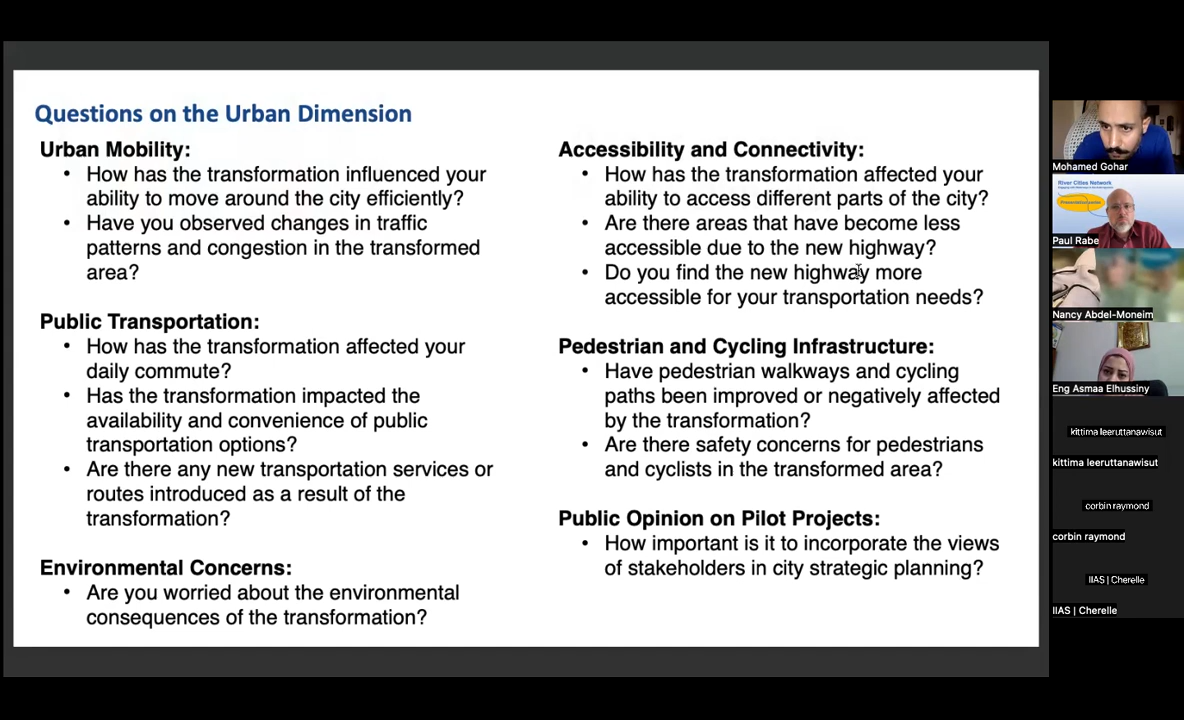 Questions on the Urban Dimension
Urban Mobility:
• How has the transformation influenced your
ability to move around the city efficiently?
• Have you observed changes in traffic
patterns and congestion in the transformed
area?
Public Transportation:
• How has the transformation affected your
daily commute?
• Has the transformation impacted the
availability and convenience of public
transportation options?
• Are there any new transportation services or
routes introduced as a result of the
transformation?
Environmental Concerns:
• Are you worried about the environmental
consequences of the transformation?
Accessibility and Connectivity:
• How has the transformation affected your
ability to access different parts of the city?
• Are there areas that have become less
accessible due to the new highway?
• Do you find the new highway more
accessible for your transportation needs?
Pedestrian and Cycling Infrastructure:
• Have pedestrian walkways and cycling
paths been improved or negatively affected
by the transformation?
• Are there safety concerns for pedestrians
and cyclists in the transformed area?
Public Opinion on Pilot Projects:
• How important is it to incorporate the views
of stakeholders in city strategic planning?
Mohamed Gohar
River Cities Network
Paul Rabe
Nancy Abdel-Moneim
Eng Asmaa Elhussiny
kittima leeruttanawisut
kittima leeruttanawisut
corbin raymond
corbin raymond
IIAS | Cherelle
IIAS | Cherelle